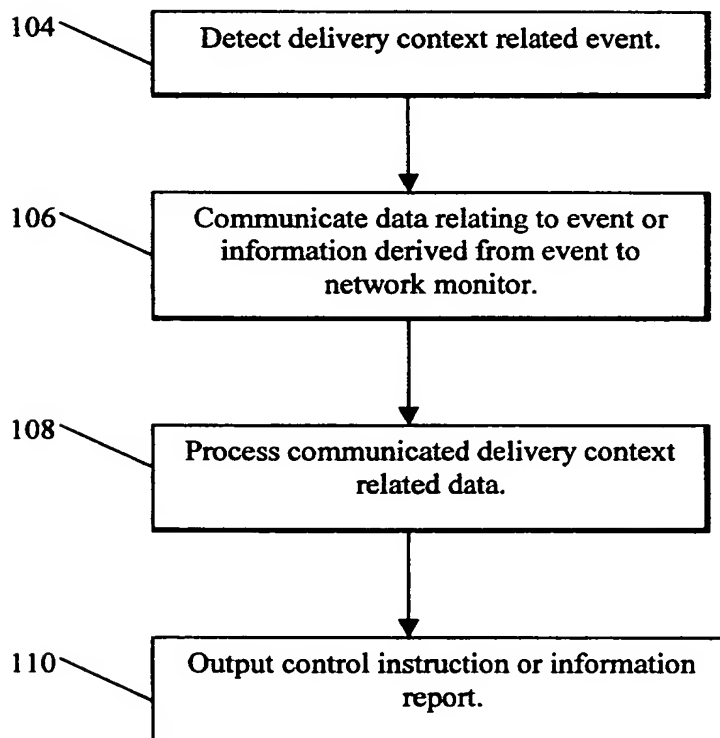 104
Detect delivery context related event.
106
Communicate data relating to event or
information derived from event to
network monitor.
108
Process communicated delivery context
related data.
110
Output control instruction or information
report.